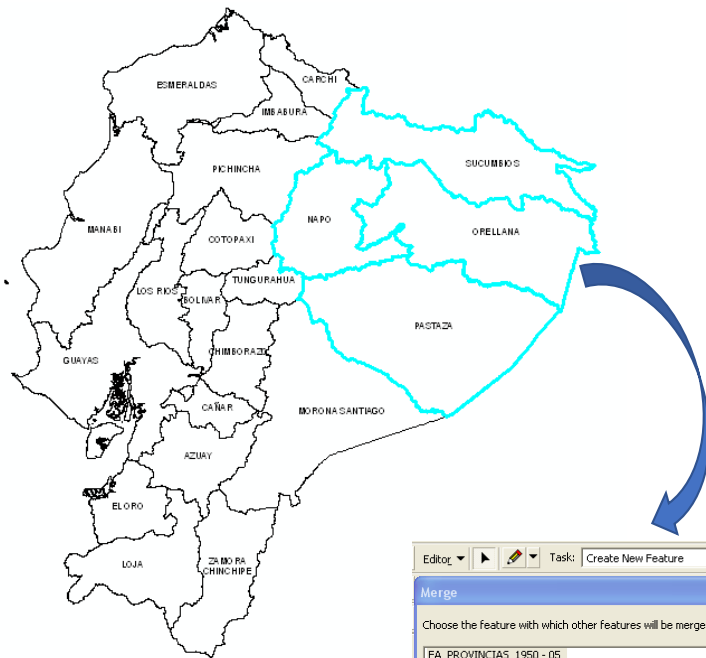 CARCHI
ESMERALDAS
IMBABURA
SUCUMBIOS
PICHINCHA
NAPO
ORELLANA
MANABI
COTOPAXI
TUNGURAHUA
LOS RIOS
BOLIVAR
PASTAZA
CHIMBORAZO
GUAYAS
CAÑAR
MORONA SANTIAGO
AZUAY
EL ORO
LOJA
ZAMORA
CHINCHIPE
Editor Task: Create New Feature
Merge
Choose the feature with which other features will be merge
FA_PROVINCIAS_1950 - 05